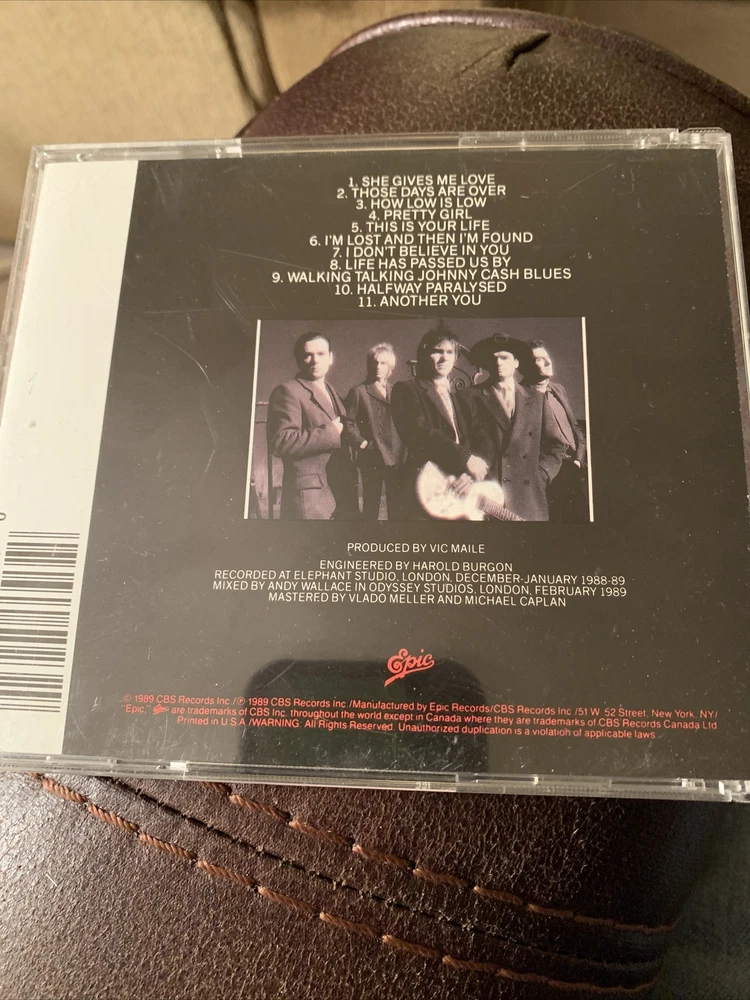 1. SHE GIVES ME LOVE
2. THOSE DAYS ARE OVER
3. HOW LOW IS LOW
4. PRETTY GIRL
5. THIS IS YOUR LIFE
6. I'M LOST AND THEN I'M FOUND
7. I DON'T BELIEVE IN YOU
8. LIFE HAS PASSED US BY
9. WALKING TALKING JOHNNY CASH BLUES
10. HALFWAY PARALYSED
11. ANOTHER YOU
PRODUCED BY VIC MAILE
ENGINEERED BY HAROLD BURGON
RECORDED AT ELEPHANT STUDIO, LONDON, DECEMBER-JANUARY 1988-89
MIXED BY ANDY WALLACE IN ODYSSEY STUDIOS, LONDON, FEBRUARY 1989
MASTERED BY VLADO MELLER AND MICHAEL CAPLAN
Epic
© 1989 CBS Records Inc./℗ 1989 CBS Records Inc./Manufactured by Epic Records/CBS Records Inc./51 W. 52 Street, New York, NY/
"Epic," Epic are trademarks of CBS Inc. throughout the world except in Canada where they are trademarks of CBS Records Canada Ltd.
Printed in U.S.A./WARNING: All Rights Reserved. Unauthorized duplication is a violation of applicable laws.
0